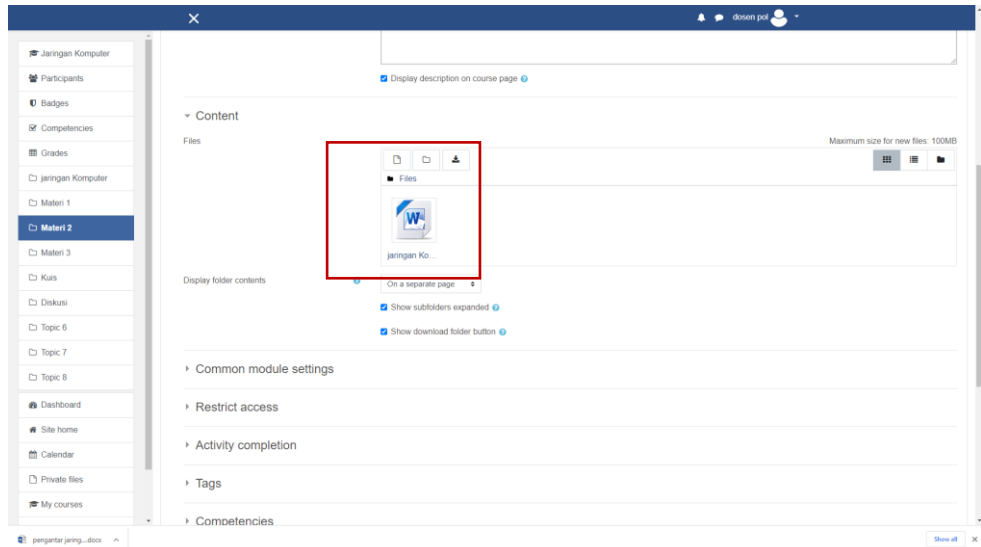 dosen pol
Jaringan Komputer
Participants
Badges
Competencies
Grades
jaringan Komputer
Materi 1
Materi 2
Materi 3
Kuis
Diskusi
Topic 6
Topic 7
Topic 8
Dashboard
Site home
Calendar
Private files
My courses
Display description on course page
Content
Files
Maximum size for new files: 100MB
Files
W
jaringan Ko...
Display folder contents
On a separate page
Show subfolders expanded
Show download folder button
Common module settings
Restrict access
Activity completion
Tags
Competencies
pengantar jaring....docx
Show all